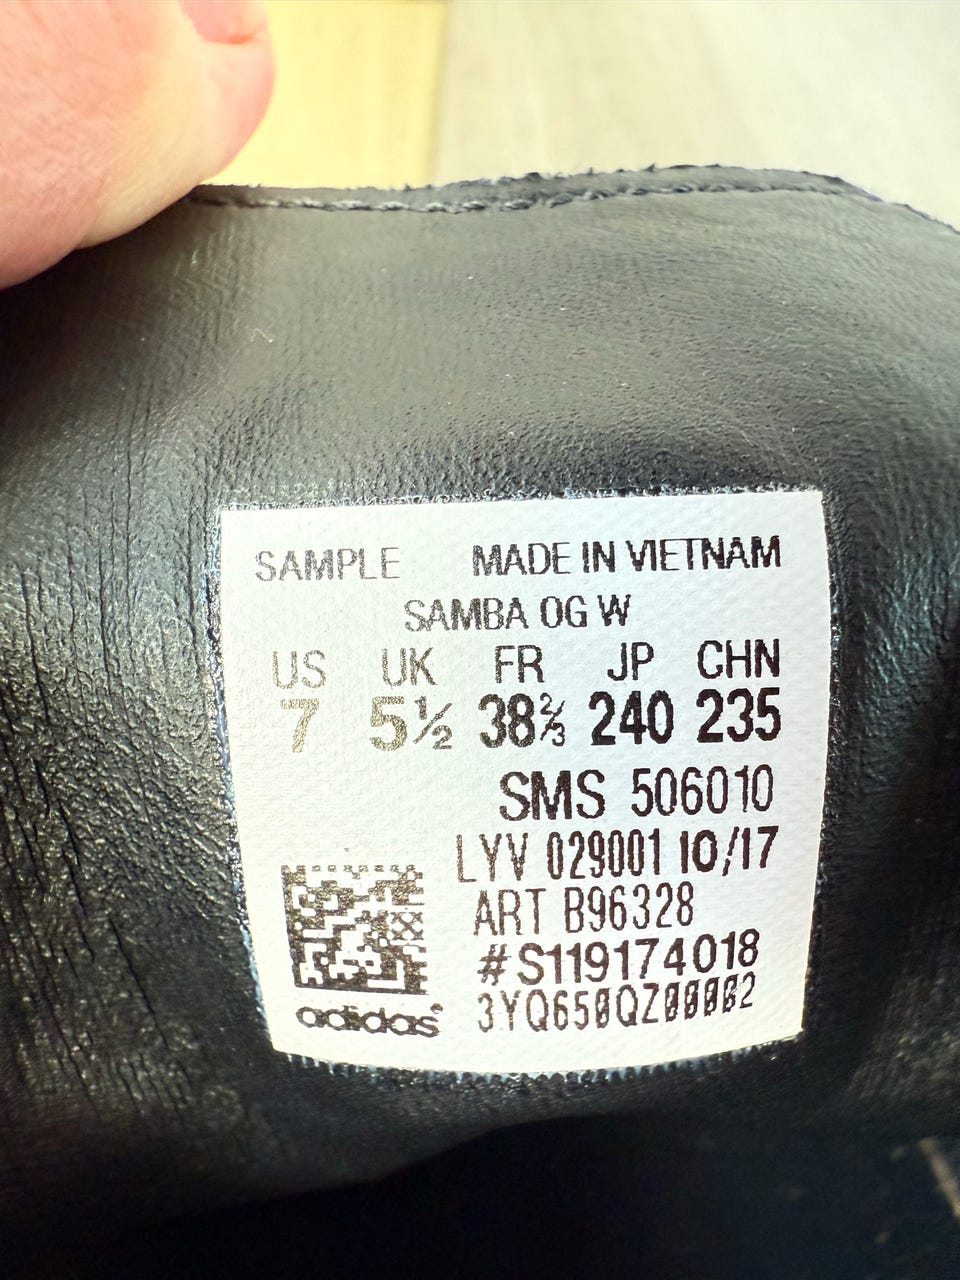 SAMPLE MADE IN VIETNAM
SAMBA OG W
US UK FR JP CHN
7 5½ 38⅔ 240 235
SMS 506010
LYV 029001 10/17
ART B96328
#S119174018
adidas